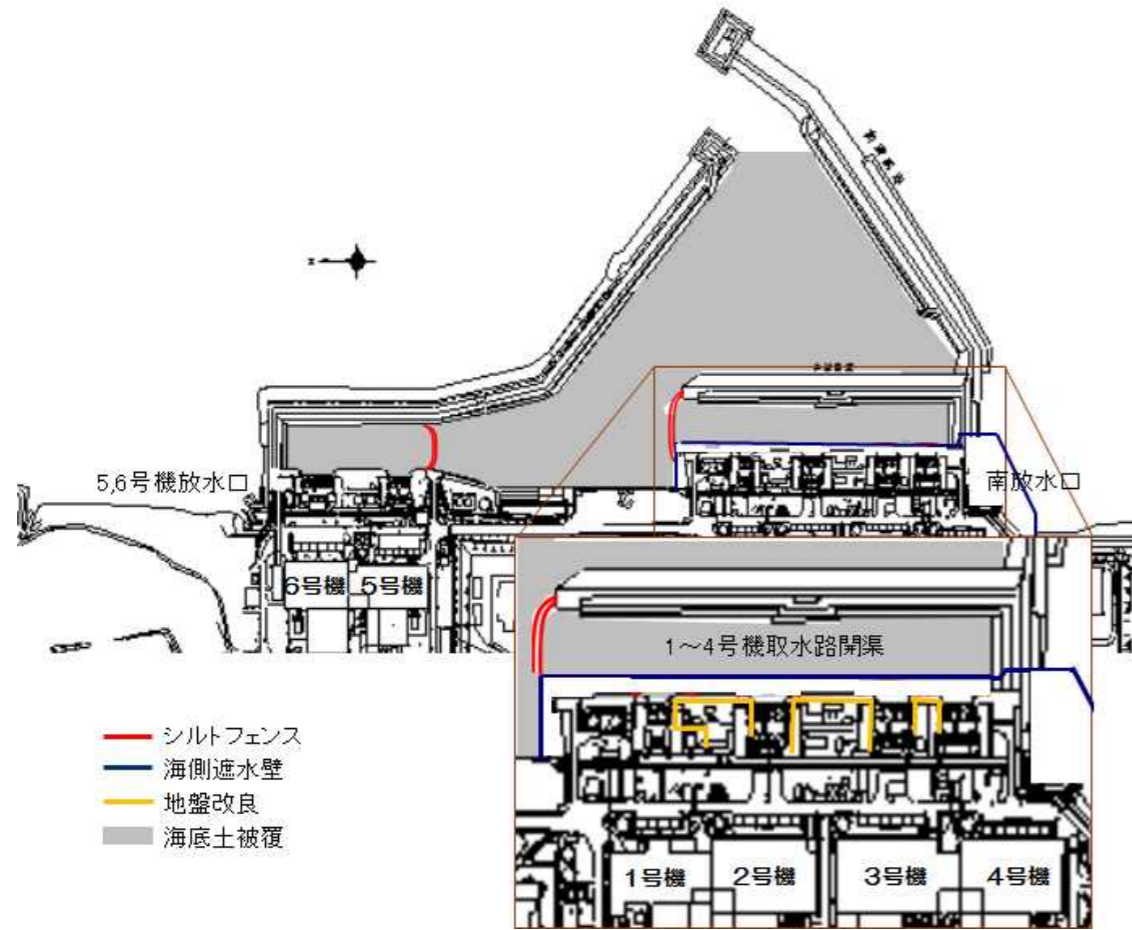 5,6号機放水口
南放水口
6号機
5号機
1～4号機取水路開渠
シルトフェンス
海側遮水壁
地盤改良
海底土被覆
1号機
2号機
3号機
4号機